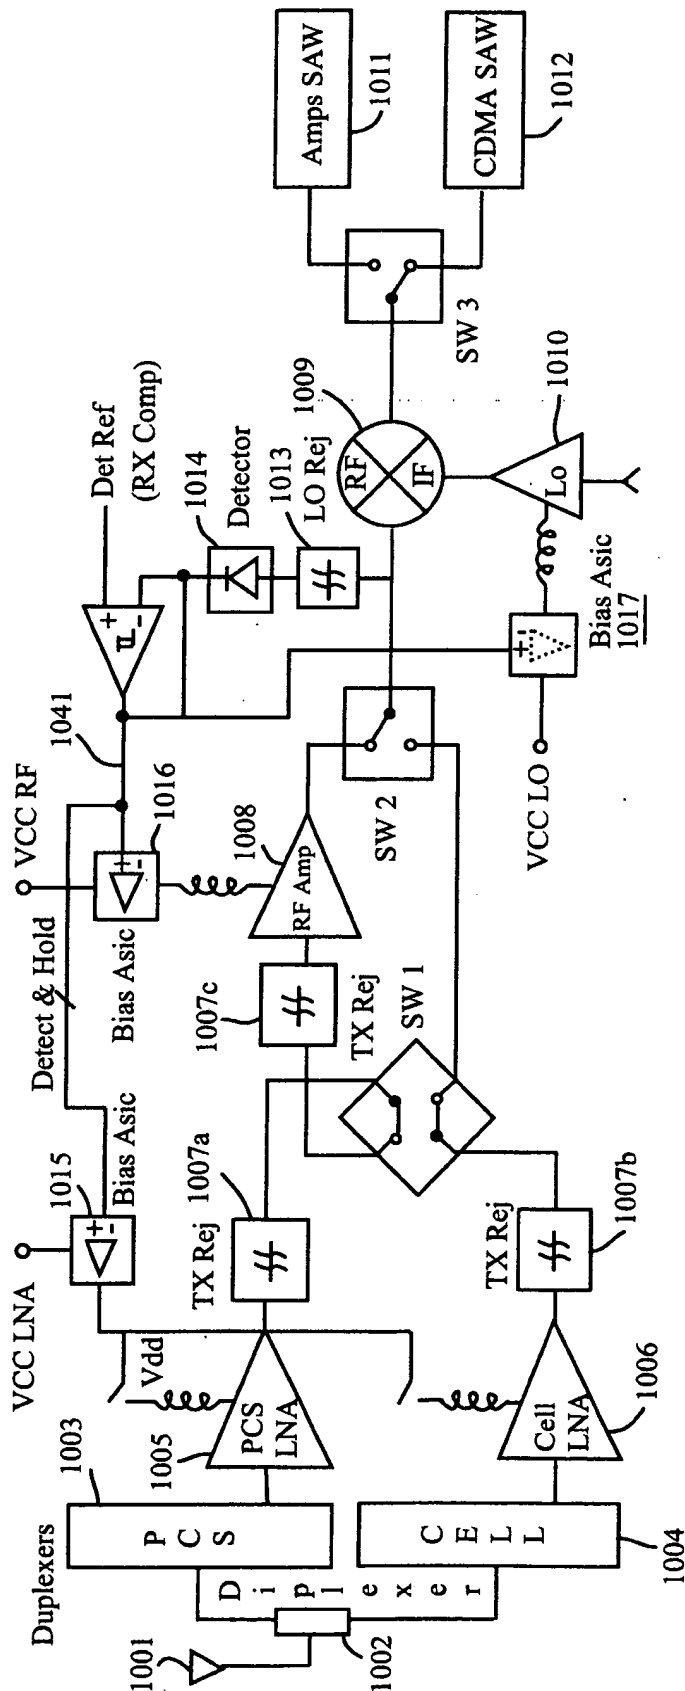 Duplexers
1001
1002
Diplexer
1003
PCS
1004
CELL
1005
PCS LNA
1006
Cell LNA
VCC LNA
Vdd
1015
+
-
Bias Asic
Detect & Hold
TX Rej
1007a
TX Rej
1007b
SW 1
TX Rej
1007c
RF Amp
1008
Bias Asic
1016
+
-
VCC RF
1041
SW 2
+
-
Det Ref
(RX Comp)
1014
Detector
1013
LO Rej
RF
IF
1009
Lo
1010
VCC LO
+
-
Bias Asic
1017
SW 3
Amps SAW
1011
CDMA SAW
1012